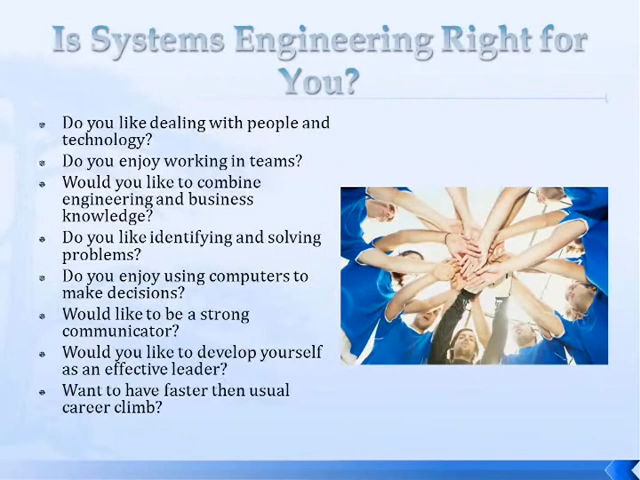 Is Systems Engineering Right for
You?
Do you like dealing with people and
technology?
Do you enjoy working in teams?
Would you like to combine
engineering and business
knowledge?
Do you like identifying and solving
problems?
Do you enjoy using computers to
make decisions?
Would like to be a strong
communicator?
Would you like to develop yourself
as an effective leader?
Want to have faster then usual
career climb?